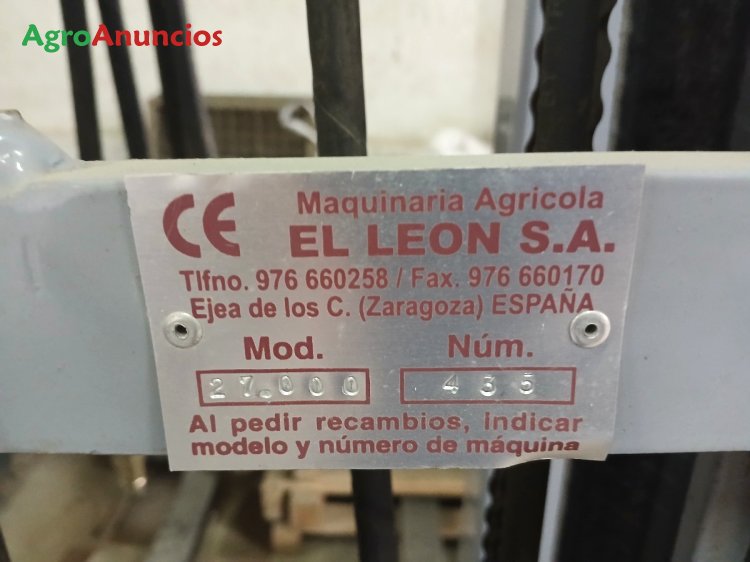 AgroAnuncios
CE
Maquinaria Agricola
EL LEON S.A.
Tlfno. 976 660258 / Fax. 976 660170
Ejea de los C. (Zaragoza) ESPAÑA
Mod. Núm.
27.000 435
Al pedir recambios, indicar
modelo y número de máquina